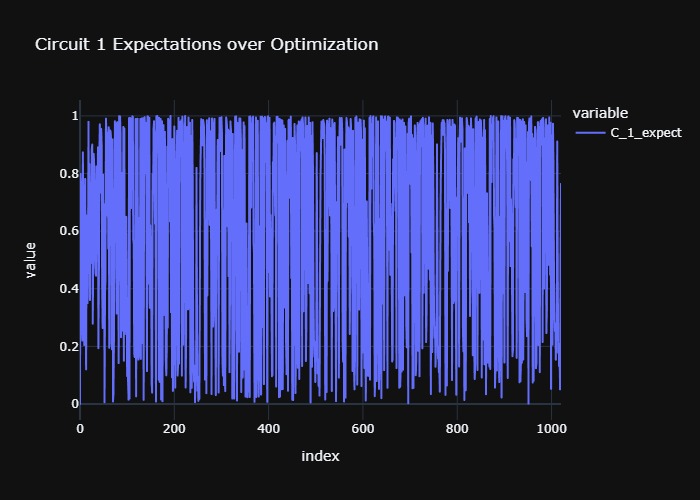 Circuit 1 Expectations over Optimization
variable
C_1_expect
1
0.8
0.6
0.4
0.2
0
value
0 200 400 600 800 1000
index